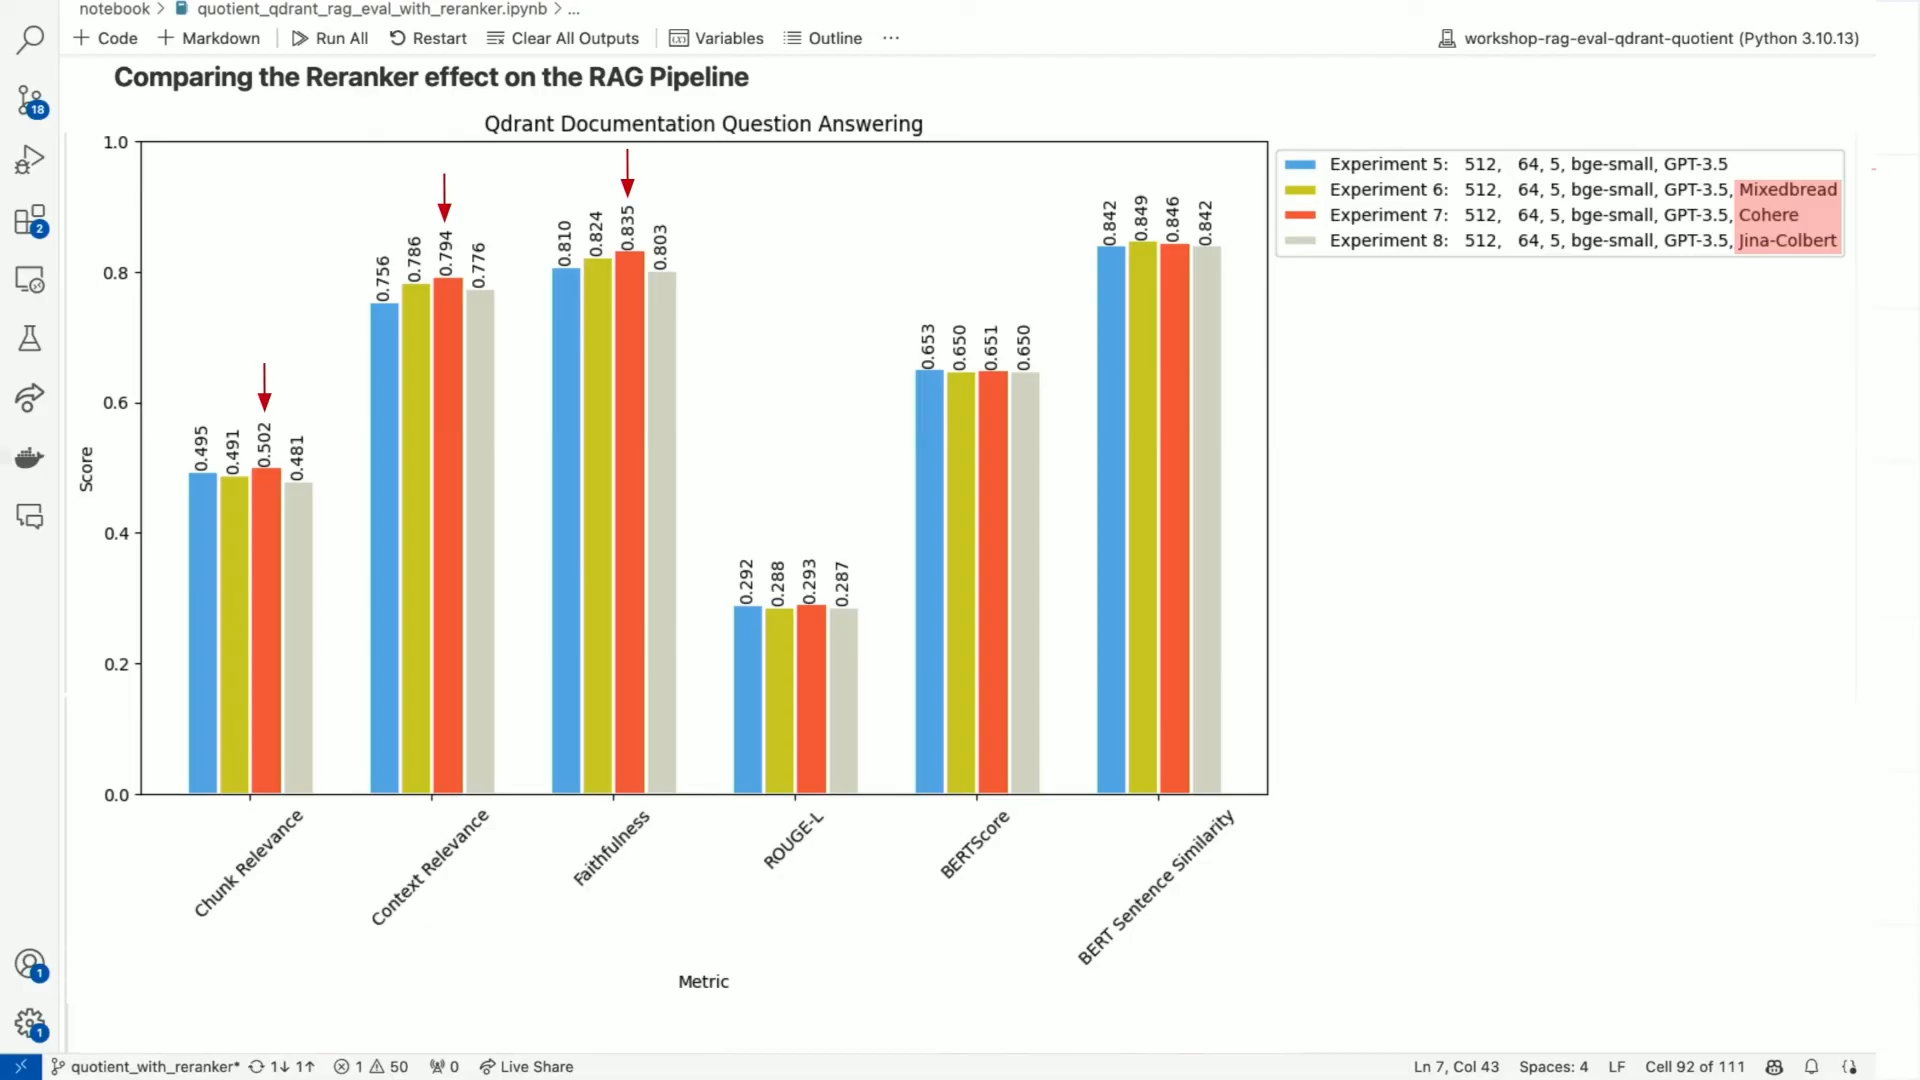 notebook > quotient_qdrant_rag_eval_with_reranker.ipynb > ...
+ Code + Markdown Run All Restart Clear All Outputs Variables Outline ... workshop-rag-eval-qdrant-quotient (Python 3.10.13)
Comparing the Reranker effect on the RAG Pipeline
Qdrant Documentation Question Answering
Experiment 5: 512, 64, 5, bge-small, GPT-3.5
Experiment 6: 512, 64, 5, bge-small, GPT-3.5, Mixedbread
Experiment 7: 512, 64, 5, bge-small, GPT-3.5, Cohere
Experiment 8: 512, 64, 5, bge-small, GPT-3.5, Jina-Colbert
1.0
0.8
0.6
0.4
0.2
0.0
Score
0.495
0.491
0.502
0.481
0.756
0.786
0.794
0.776
0.810
0.824
0.835
0.803
0.292
0.288
0.293
0.287
0.653
0.650
0.651
0.650
0.842
0.849
0.846
0.842
Chunk Relevance
Context Relevance
Faithfulness
ROUGE-L
BERTScore
BERT Sentence Similarity
Metric
18
2
1
1
quotient_with_reranker* 1↓ 1↑ 1 50 0 Live Share Ln 7, Col 43 Spaces: 4 LF Cell 92 of 111